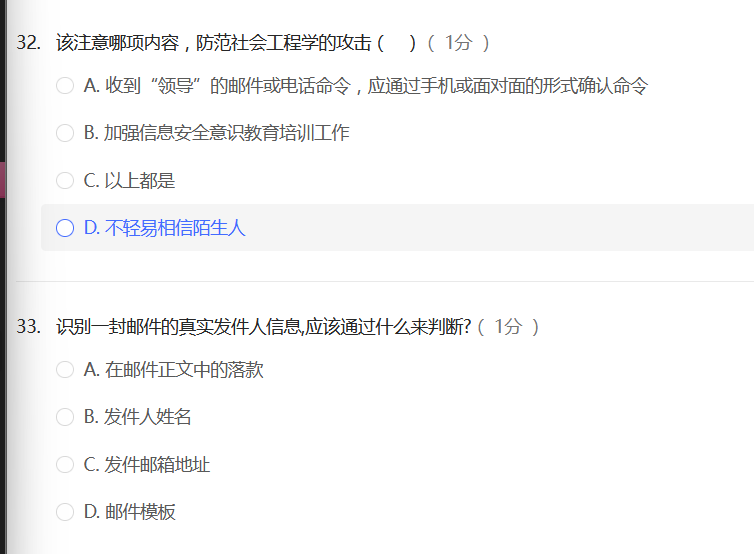 32. 该注意哪项内容，防范社会工程学的攻击 (     ) ( 1分 )
A. 收到“领导”的邮件或电话命令，应通过手机或面对面的形式确认命令
B. 加强信息安全意识教育培训工作
C. 以上都是
D. 不轻易相信陌生人
33. 识别一封邮件的真实发件人信息,应该通过什么来判断? ( 1分 )
A. 在邮件正文中的落款
B. 发件人姓名
C. 发件邮箱地址
D. 邮件模板